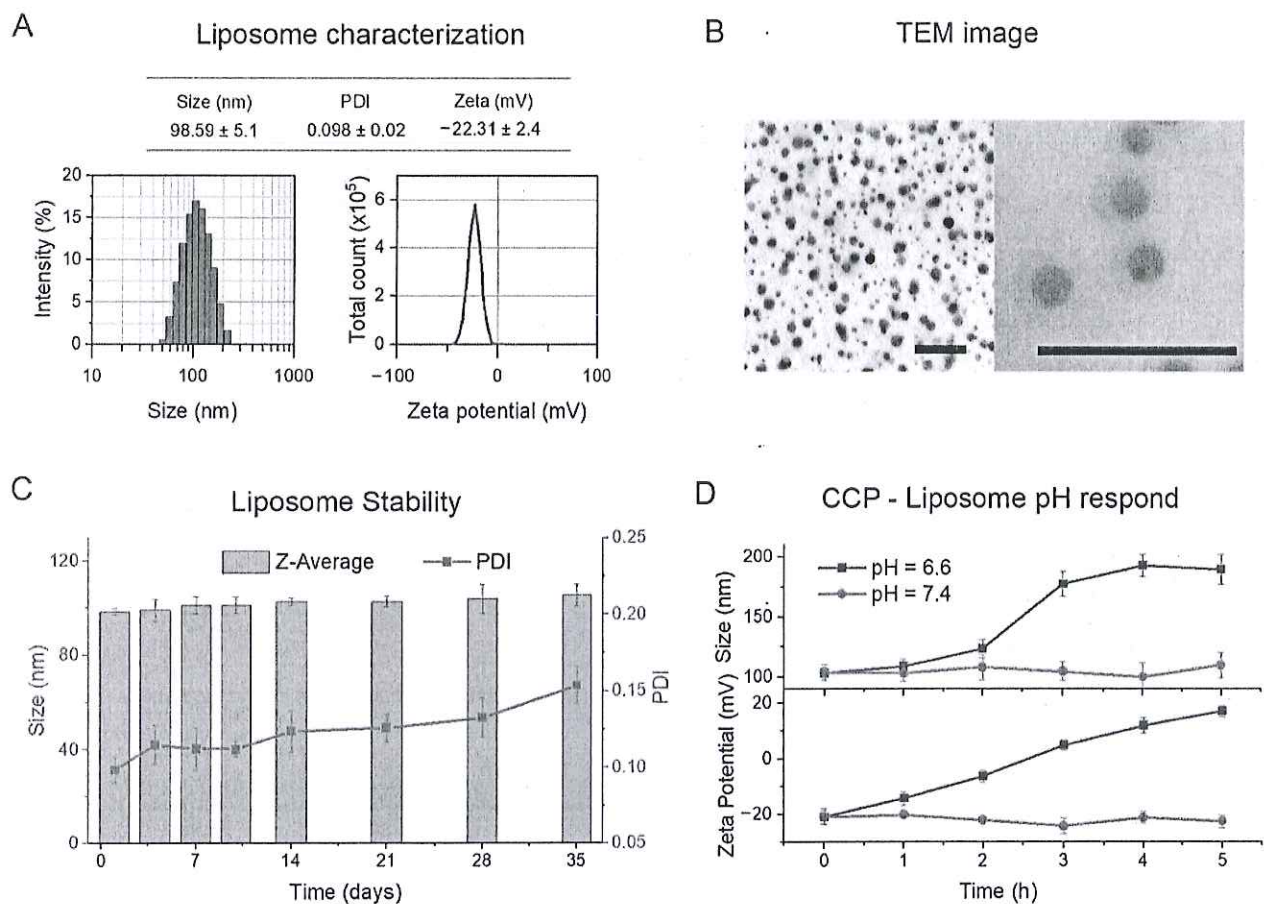 A
Liposome characterization
Size (nm) PDI Zeta (mV)
98.59 ± 5.1 0.098 ± 0.02 −22.31 ± 2.4
Intensity (%)
20
15
10
5
0
10 100 1000
Size (nm)
Total count (x10⁵)
6
4
2
0
−100 0 100
Zeta potential (mV)
B
TEM image
C
Liposome Stability
Z-Average PDI
Size (nm)
120
80
40
0
PDI
0.25
0.20
0.15
0.10
0.05
0 7 14 21 28 35
Time (days)
D
CCP - Liposome pH respond
pH = 6.6
pH = 7.4
Size (nm)
200
150
100
Zeta Potential (mV)
20
0
−20
0 1 2 3 4 5
Time (h)